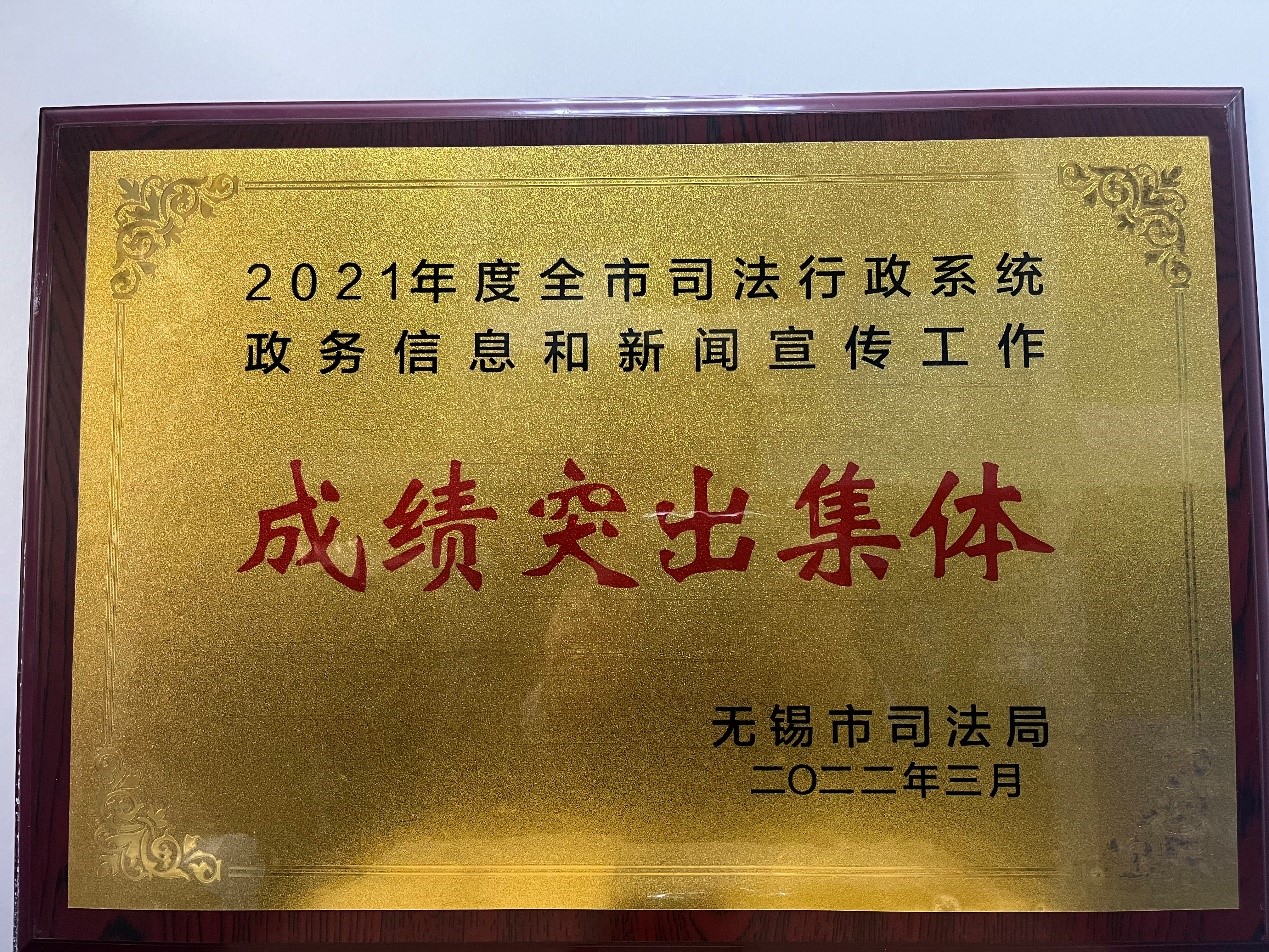 2021年度全市司法行政系统
政务信息和新闻宣传工作
成绩突出集体
无锡市司法局
二〇二二年三月